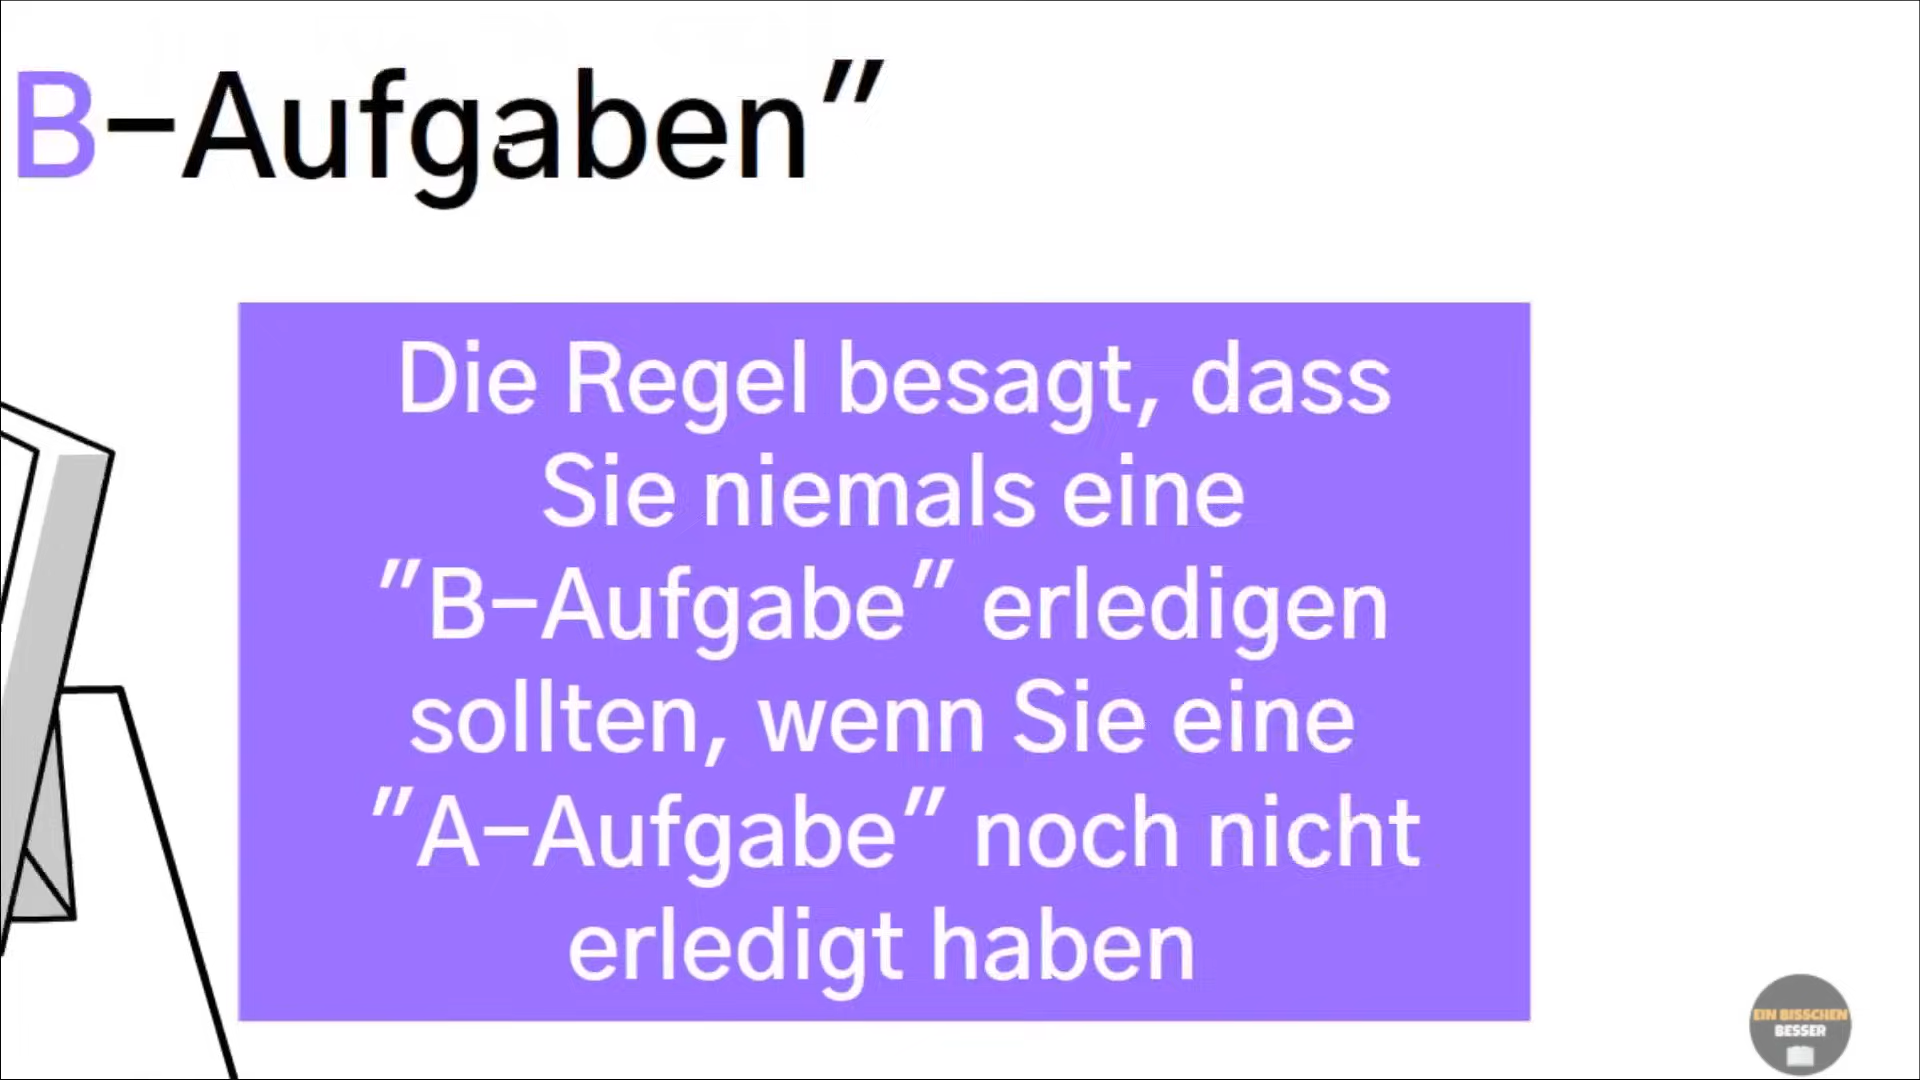 B-Aufgaben"
Die Regel besagt, dass
Sie niemals eine
"B-Aufgabe" erledigen
sollten, wenn Sie eine
"A-Aufgabe" noch nicht
erledigt haben
EIN BISSCHEN
BESSER